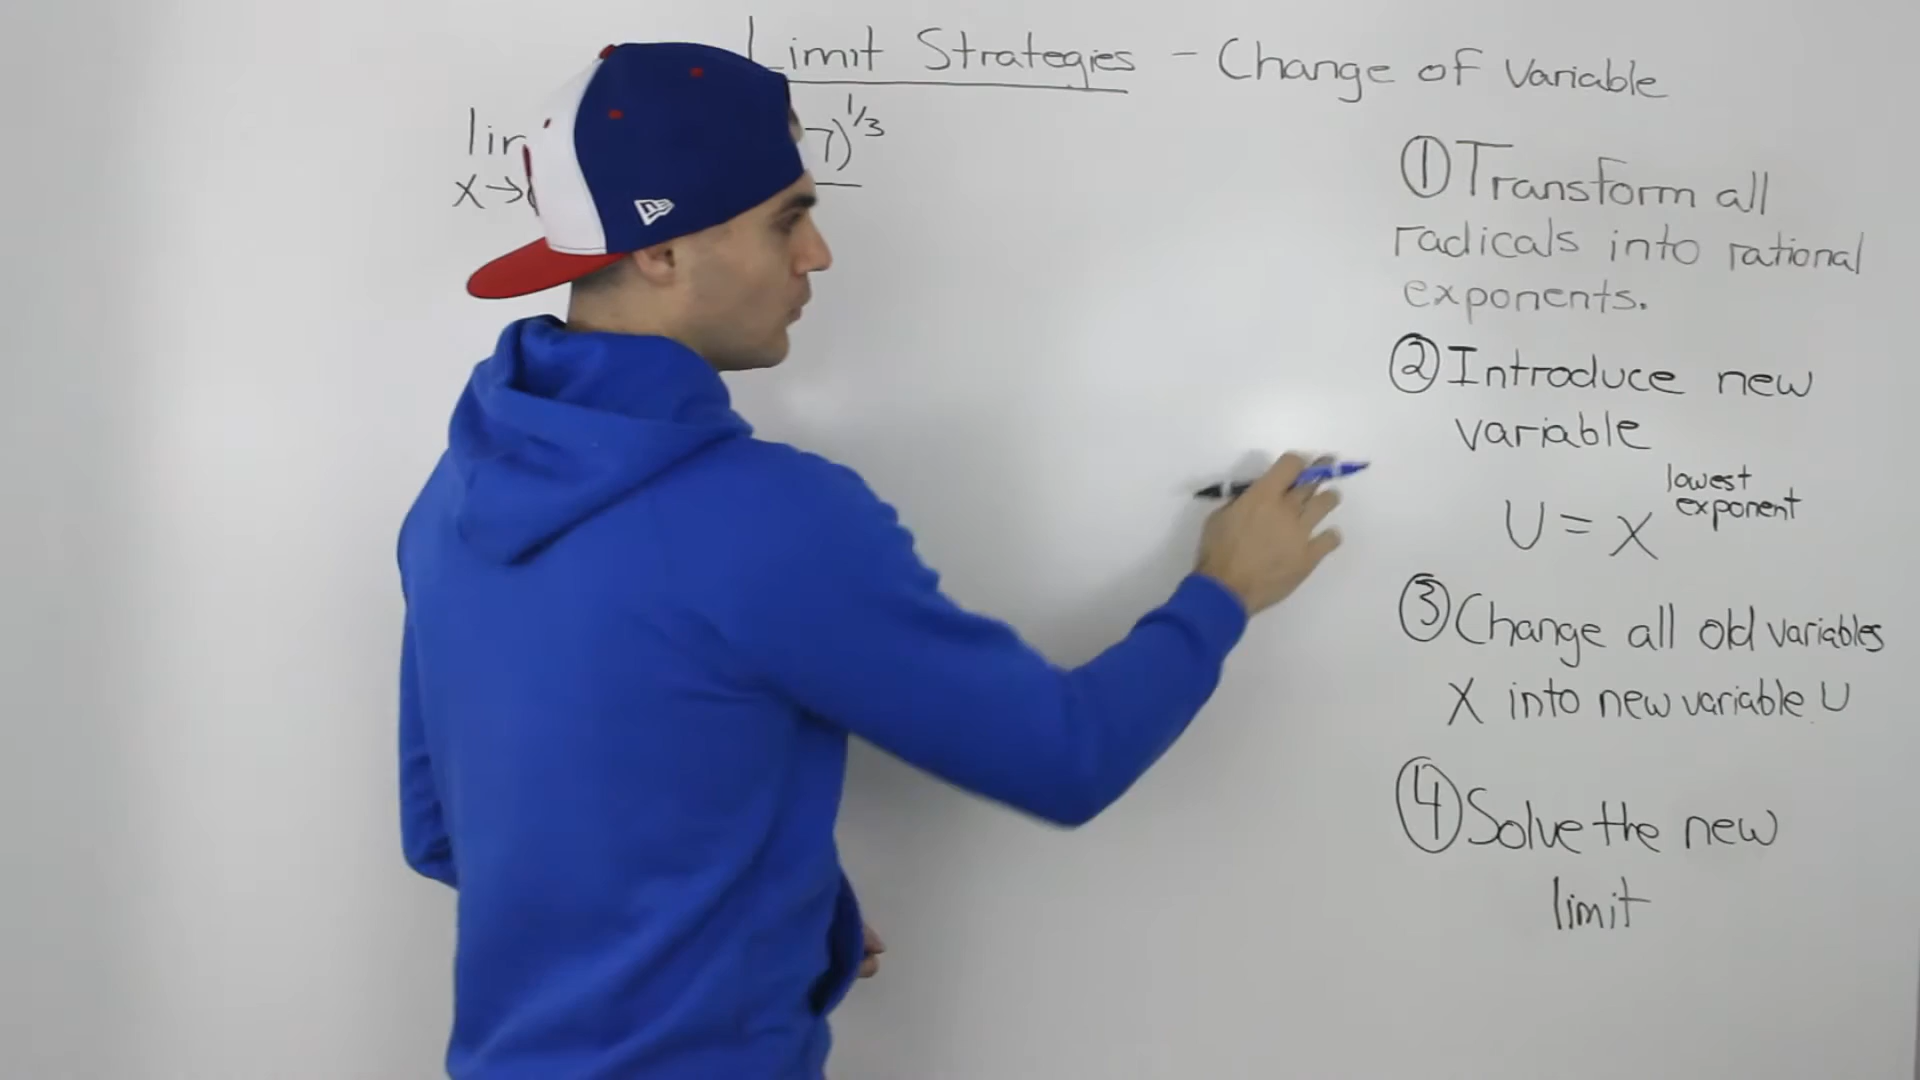 Limit Strategies - Change of Variable
7)^1/3
x→
① Transform all
radicals into rational
exponents.
② Introduce new
variable
lowest
exponent
U = X
③ Change all old variables
X into new variable U
④ Solve the new
limit